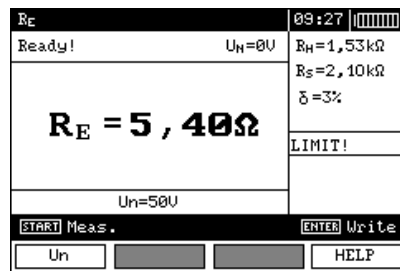 RE 09:27
Ready! UN=0V
RH=1,53kΩ
RS=2,10kΩ
δ=3%
RE = 5,40Ω
LIMIT!
Un=50V
START Meas. ENTER Write
Un HELP